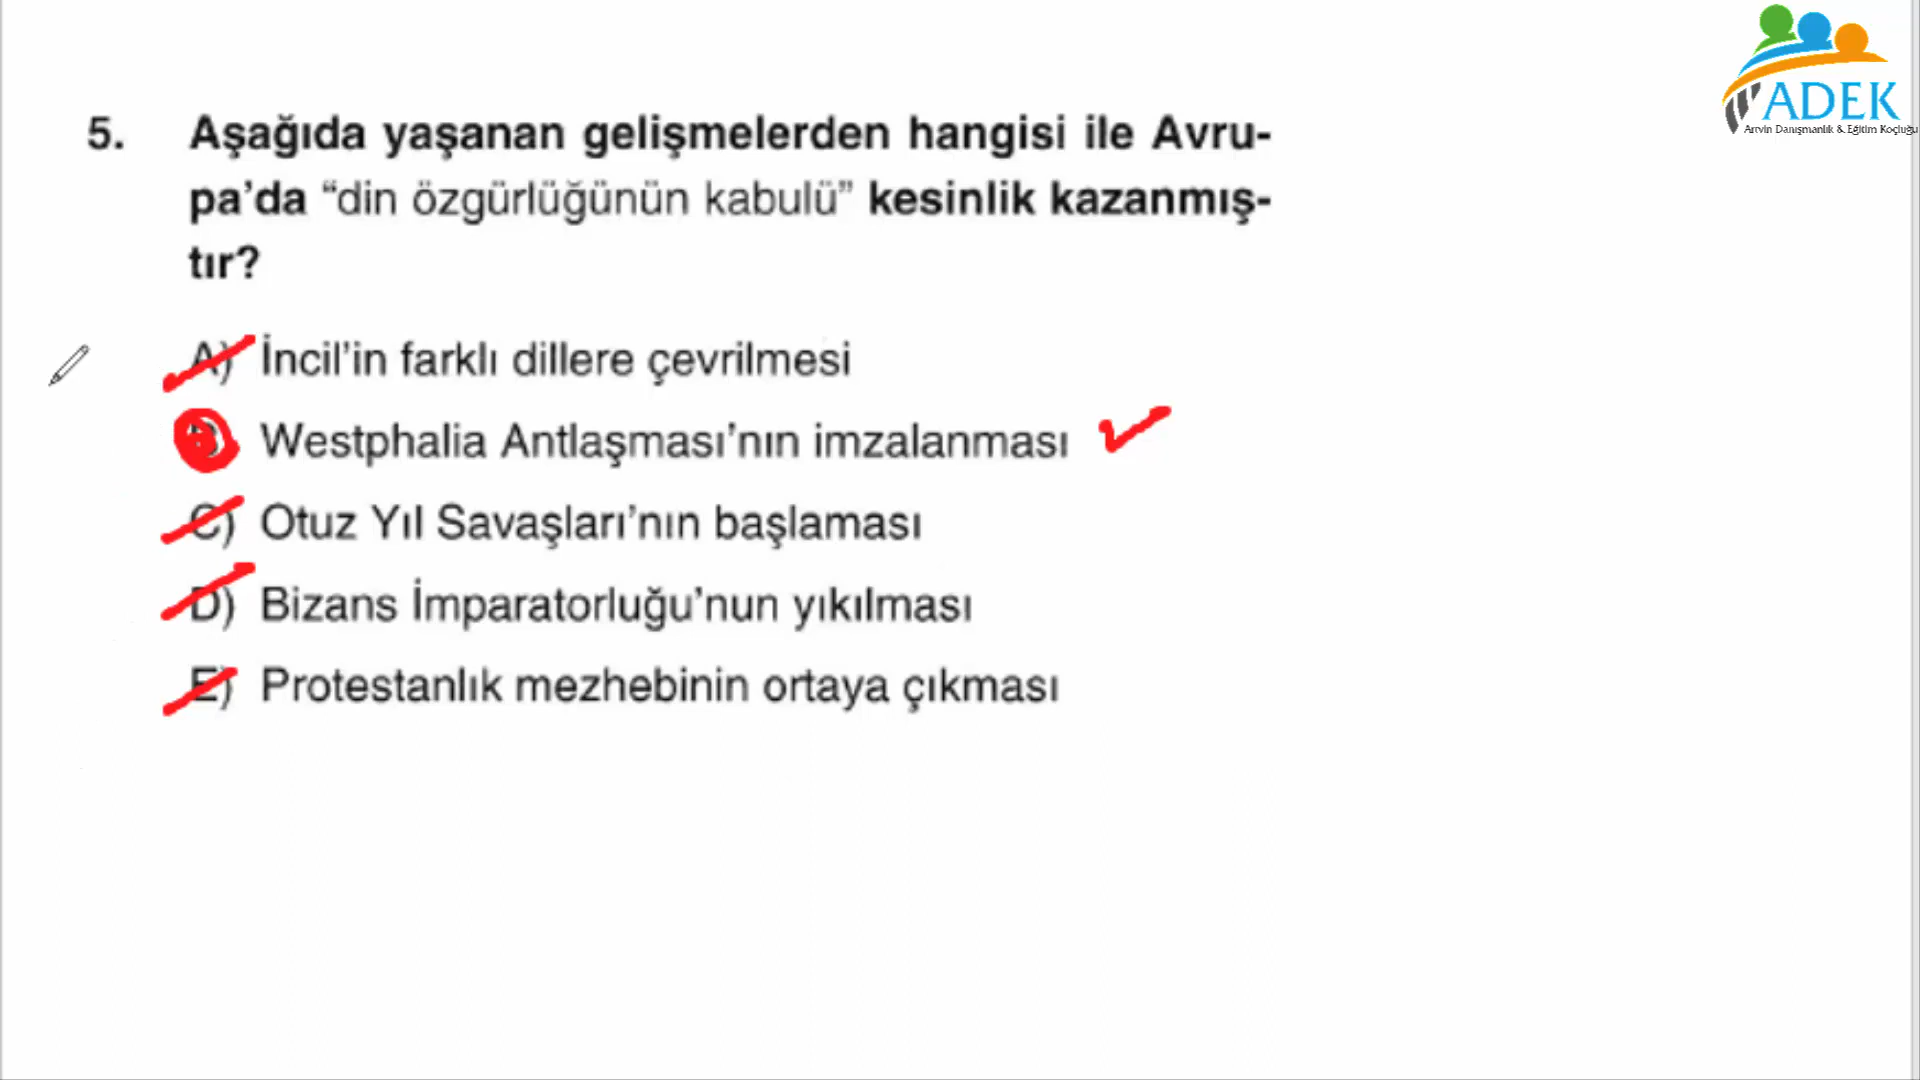 ADEK
Artvin Danışmanlık & Eğitim Koçluğu
5. Aşağıda yaşanan gelişmelerden hangisi ile Avru-
pa’da “din özgürlüğünün kabulü” kesinlik kazanmış-
tır?
A) İncil’in farklı dillere çevrilmesi
B) Westphalia Antlaşması’nın imzalanması
C) Otuz Yıl Savaşları’nın başlaması
D) Bizans İmparatorluğu’nun yıkılması
E) Protestanlık mezhebinin ortaya çıkması